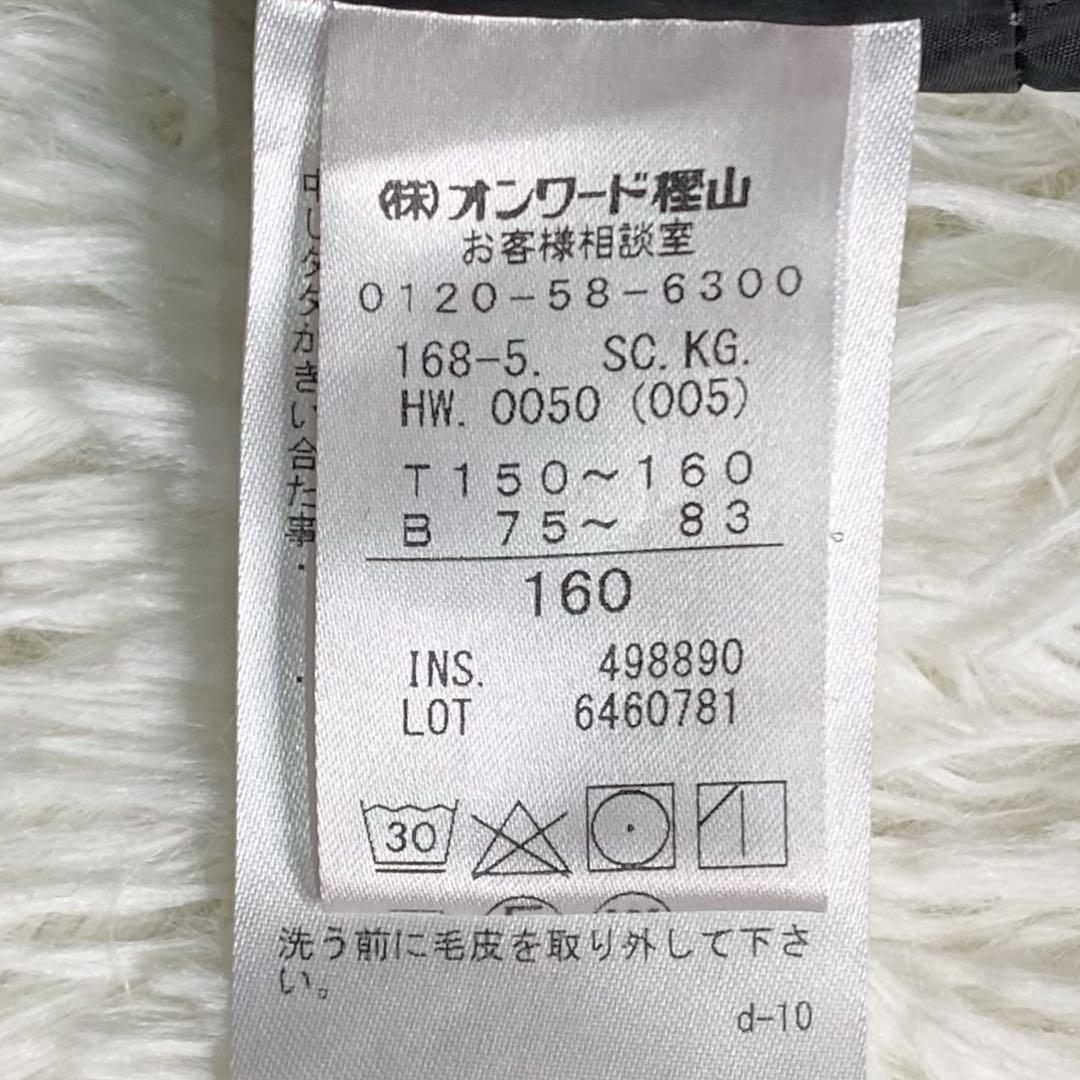 (株)オンワード樫山
お客様相談室
0120-58-6300
168-5. SC.KG.
HW. 0050 (005)
T150~160
B 75~ 83
160
INS. 498890
LOT 6460781
30
洗う前に毛皮を取り外して下さ
い。
d-10